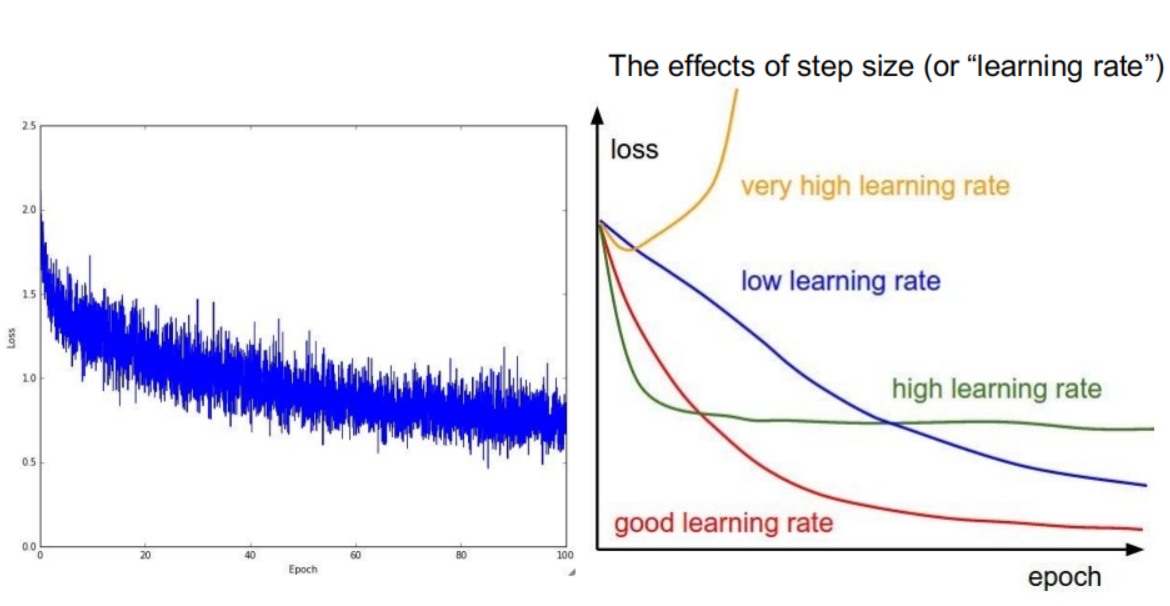 The effects of step size (or “learning rate”)
2.5
2.0
1.5
1.0
0.5
0.0
Loss
0 20 40 60 80 100
Epoch
loss
very high learning rate
low learning rate
high learning rate
good learning rate
epoch